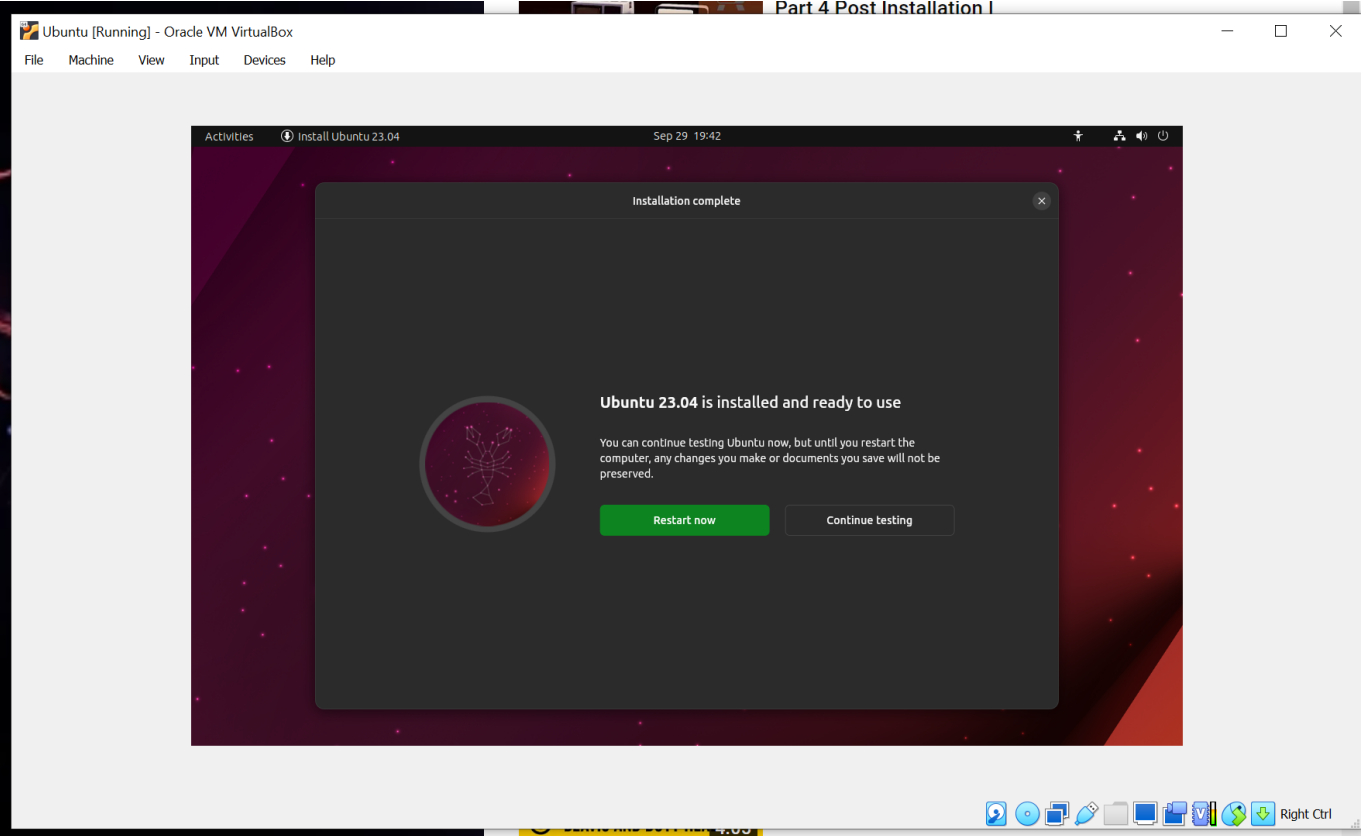 Part 4 Post Installation |
Ubuntu [Running] - Oracle VM VirtualBox
File Machine View Input Devices Help
Activities Install Ubuntu 23.04 Sep 29 19:42
Installation complete
Ubuntu 23.04 is installed and ready to use
You can continue testing Ubuntu now, but until you restart the
computer, any changes you make or documents you save will not be
preserved.
Restart now Continue testing
Right Ctrl